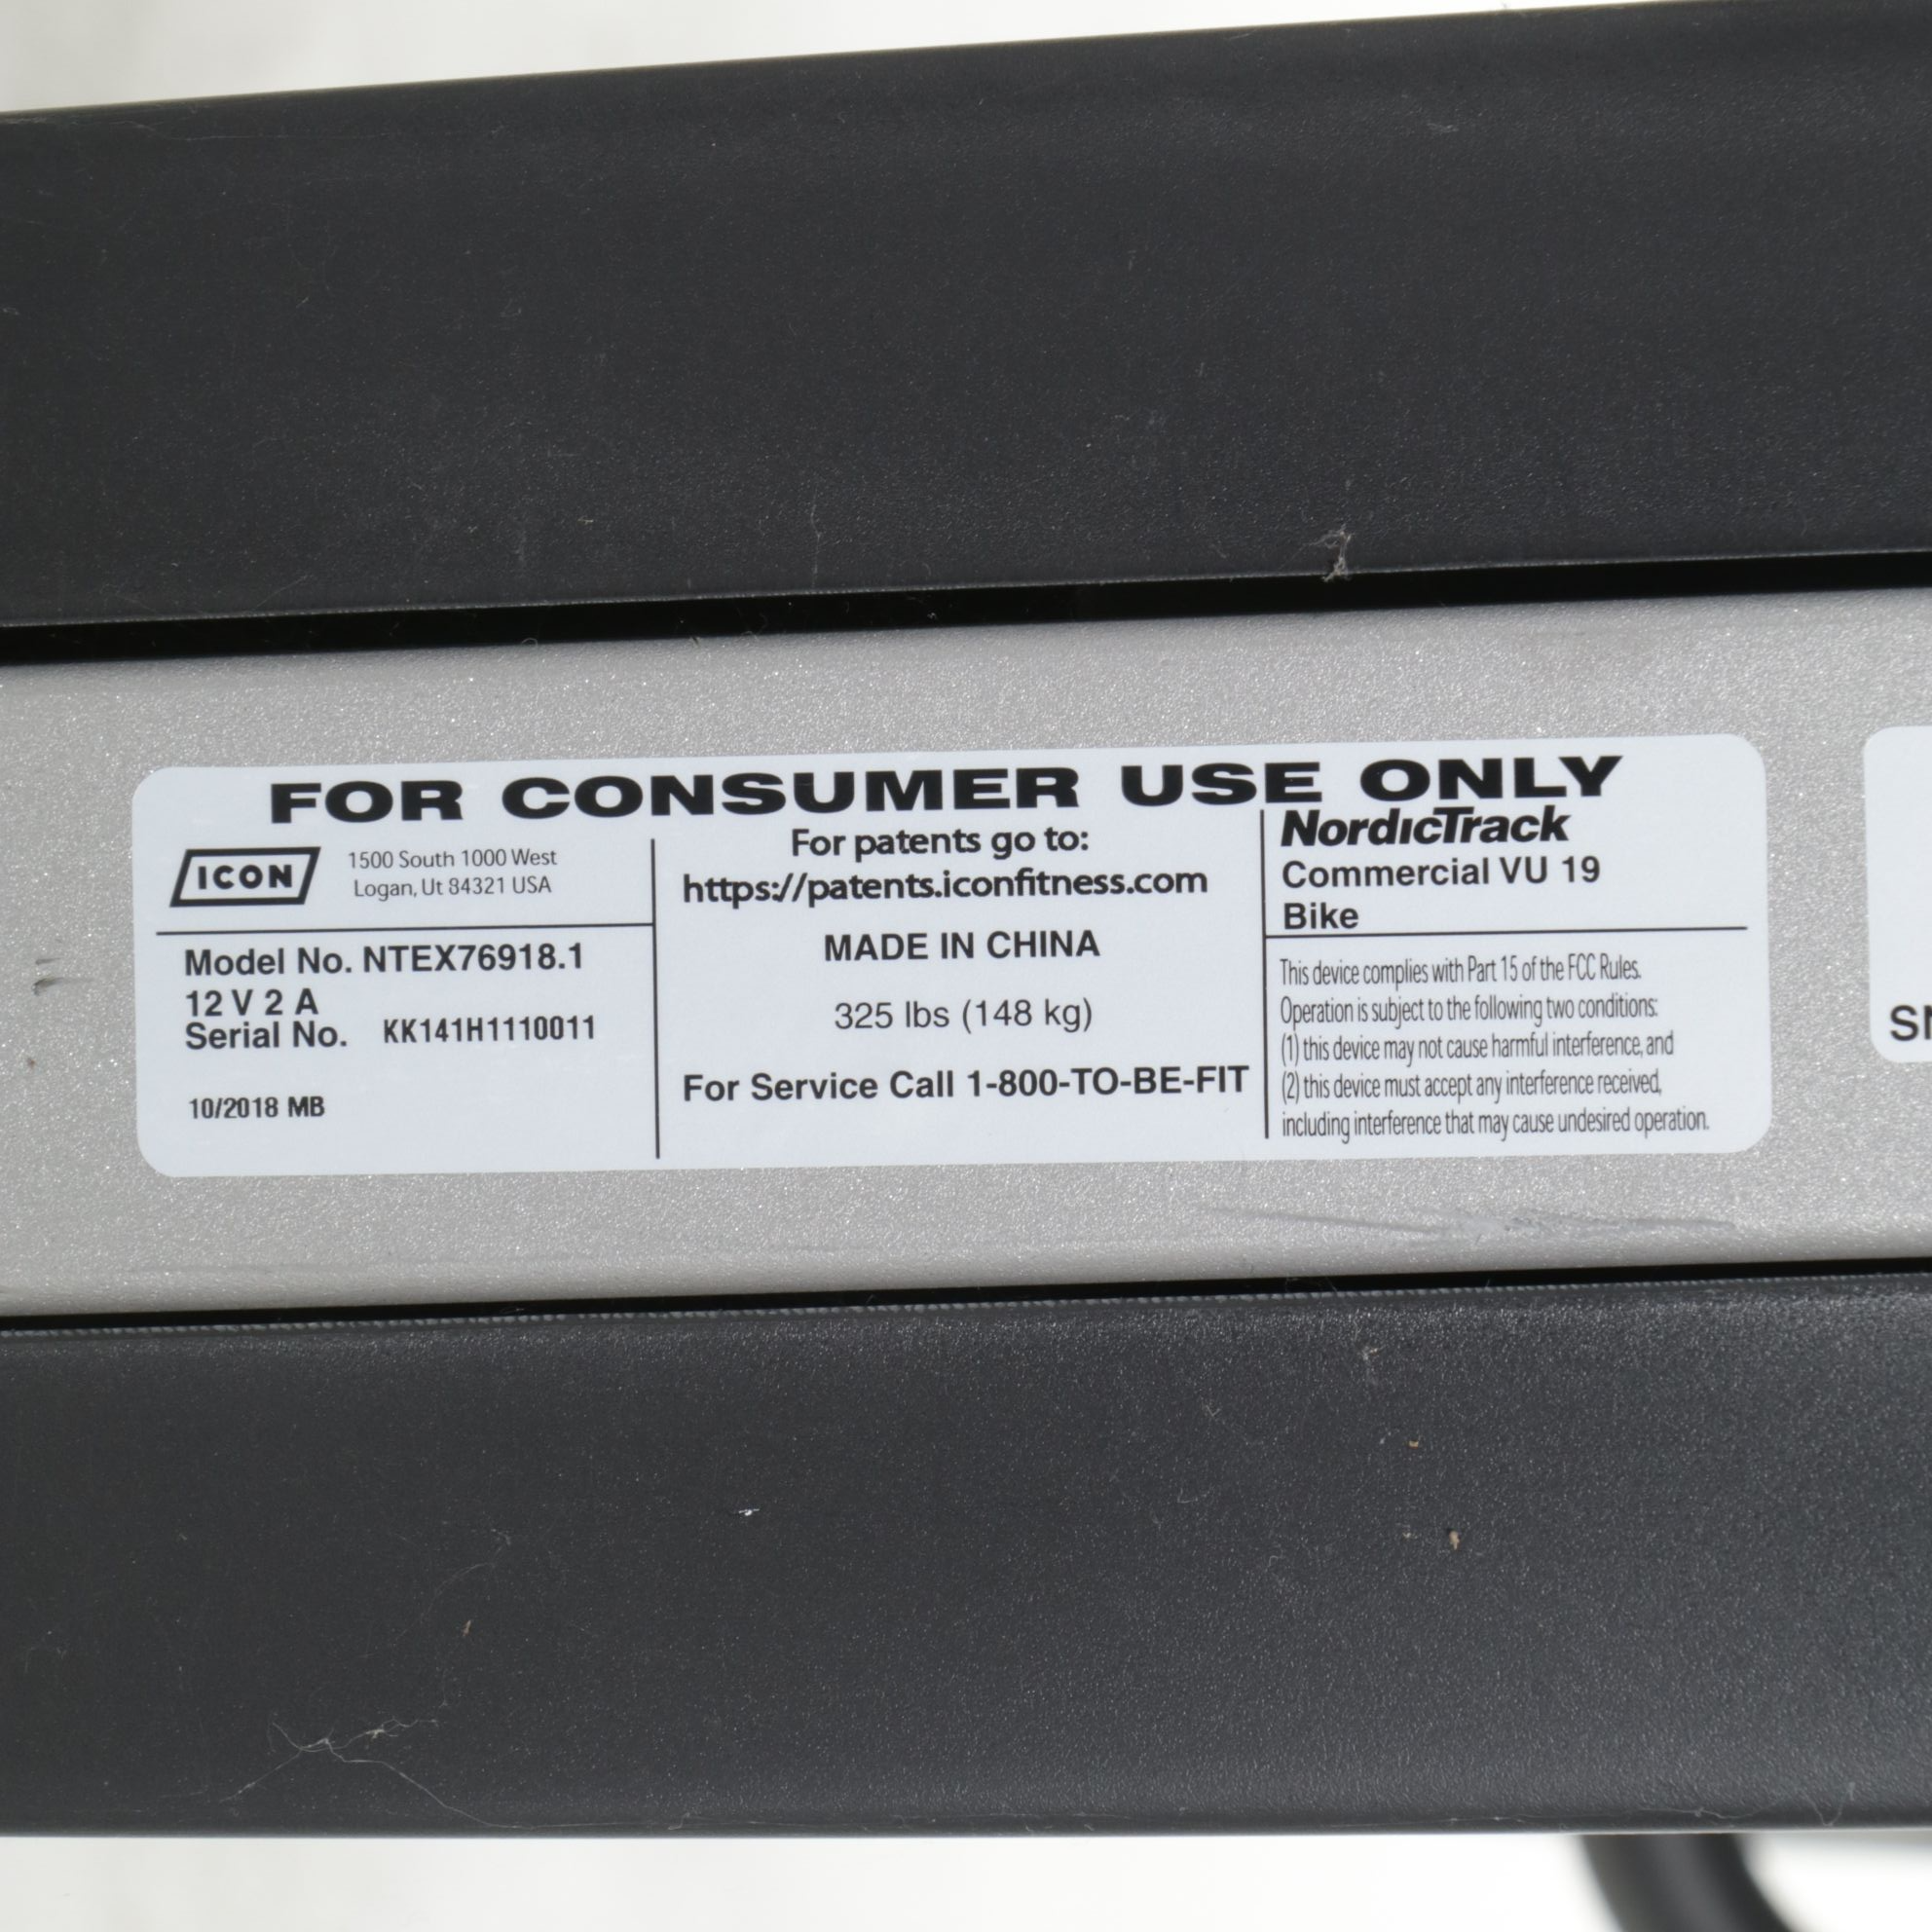 FOR CONSUMER USE ONLY
ICON
1500 South 1000 West
Logan, Ut 84321 USA
Model No. NTEX76918.1
12 V 2 A
Serial No. KK141H1110011
10/2018 MB
For patents go to:
https://patents.iconfitness.com
MADE IN CHINA
325 lbs (148 kg)
For Service Call 1-800-TO-BE-FIT
NordicTrack
Commercial VU 19
Bike
This device complies with Part 15 of the FCC Rules.
Operation is subject to the following two conditions:
(1) this device may not cause harmful interference, and
(2) this device must accept any interference received,
including interference that may cause undesired operation.